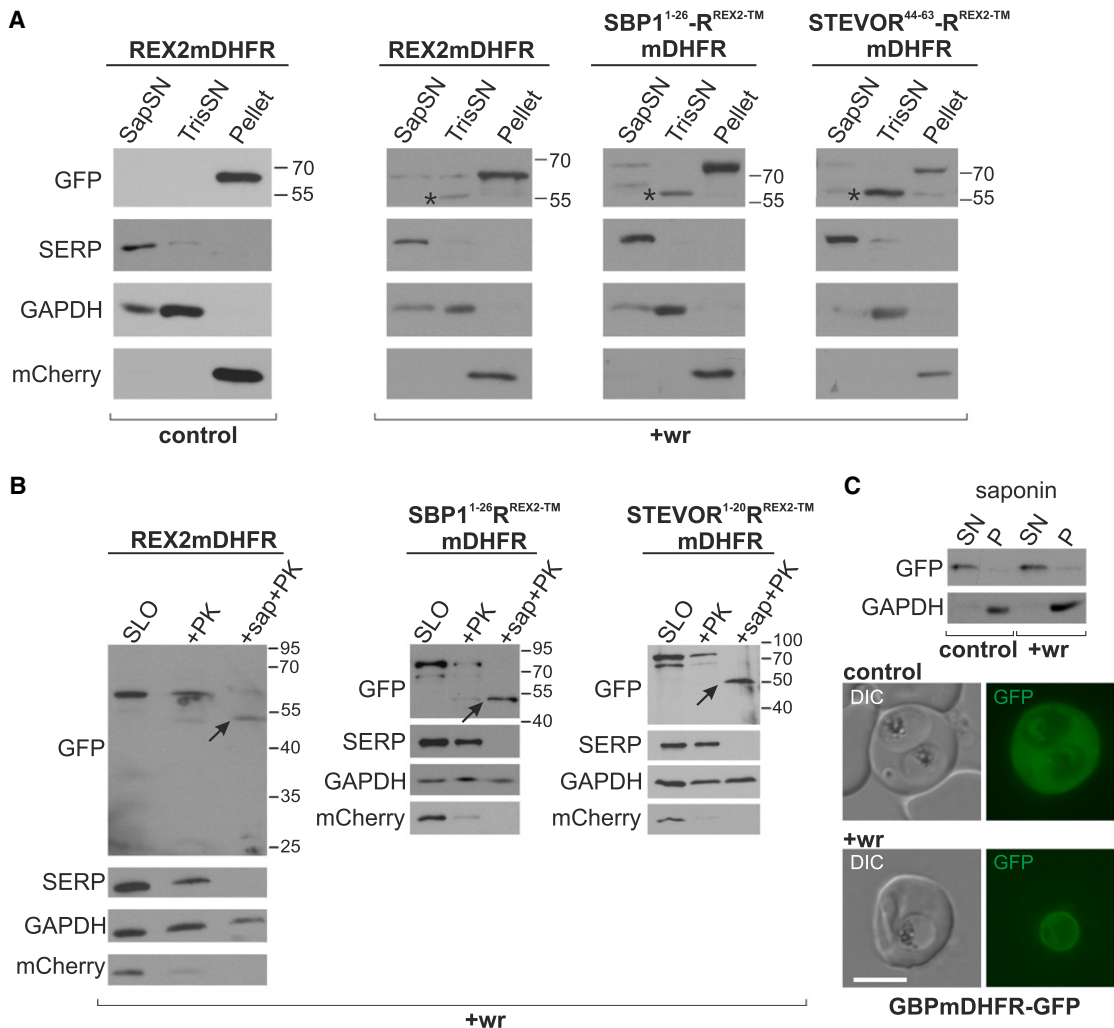 A
REX2mDHFR
REX2mDHFR
SBP1¹⁻²⁶-R^REX2-TM
mDHFR
STEVOR⁴⁴⁻⁶³-R^REX2-TM
mDHFR
SapSN TrisSN Pellet
SapSN TrisSN Pellet
SapSN TrisSN Pellet
SapSN TrisSN Pellet
GFP
–70
–55
*
–70
–55
*
–70
–55
*
–70
–55
SERP
GAPDH
mCherry
control
+wr
B
REX2mDHFR
SLO +PK +sap+PK
GFP
–95
–70
–55
–40
–35
–25
SERP
GAPDH
mCherry
SBP1¹⁻²⁶R^REX2-TM
mDHFR
SLO +PK +sap+PK
GFP
–95
–70
–55
–40
SERP
GAPDH
mCherry
STEVOR¹⁻²⁰R^REX2-TM
mDHFR
SLO +PK +sap+PK
GFP
–100
–70
–50
–40
SERP
GAPDH
mCherry
+wr
C
saponin
SN P SN P
GFP
GAPDH
control +wr
control
DIC GFP
+wr
DIC GFP
GBPmDHFR-GFP